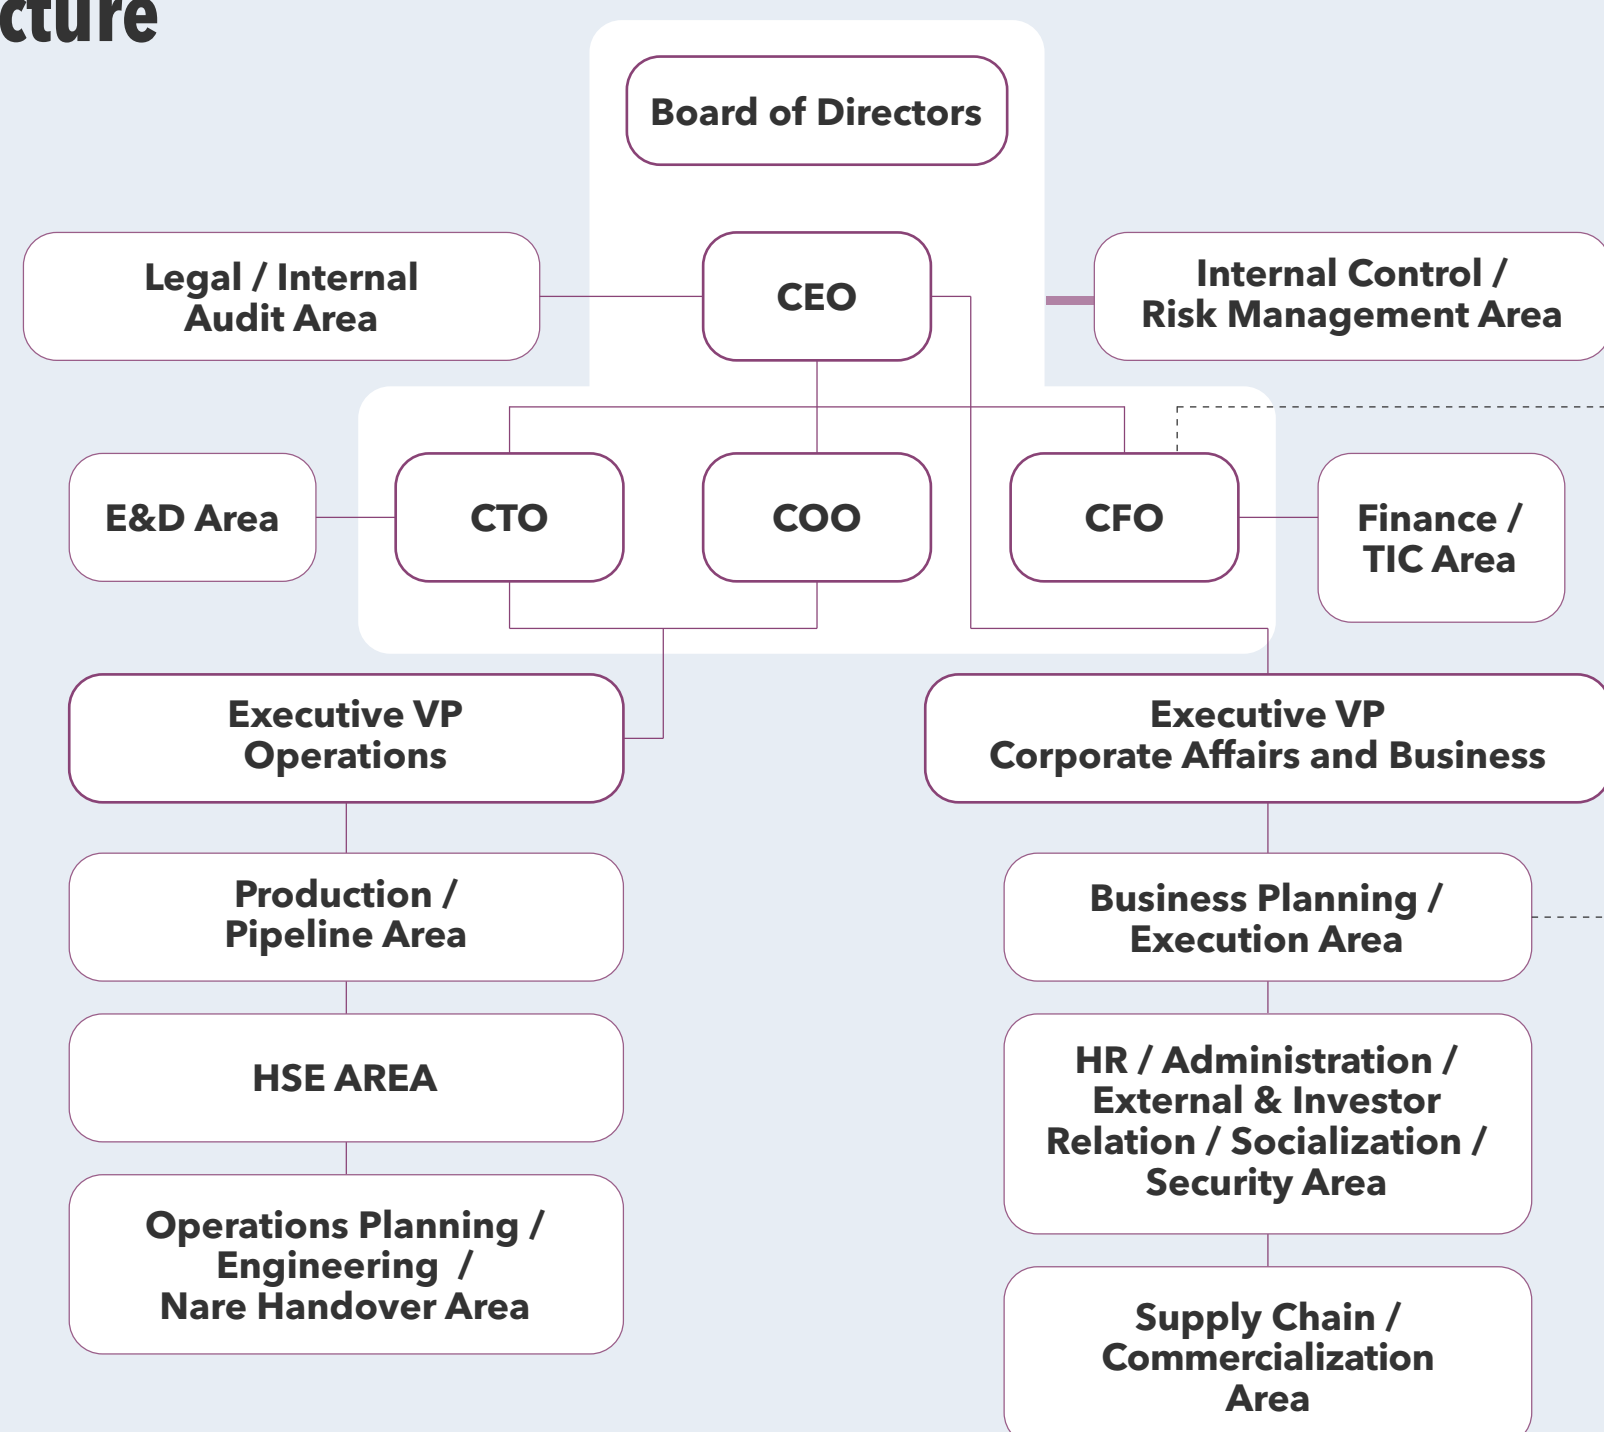 cture
Board of Directors
Legal / Internal
Audit Area
CEO
Internal Control /
Risk Management Area
E&D Area
CTO
COO
CFO
Finance /
TIC Area
Executive VP
Operations
Executive VP
Corporate Affairs and Business
Production /
Pipeline Area
Business Planning /
Execution Area
HSE AREA
HR / Administration /
External & Investor
Relation / Socialization /
Security Area
Operations Planning /
Engineering  /
Nare Handover Area
Supply Chain /
Commercialization
Area